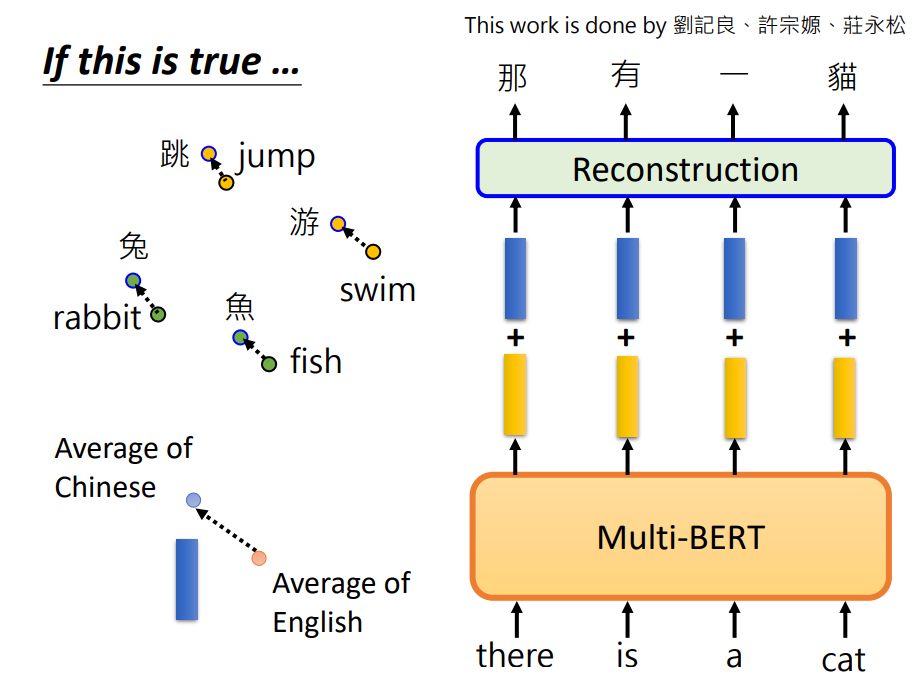 This work is done by 劉記良、許宗嫄、莊永松
If this is true …
那 有 一 貓
Reconstruction
跳 jump
游
swim
兔
rabbit
魚
fish
+ + + +
Average of
Chinese
Average of
English
Multi-BERT
there is a cat